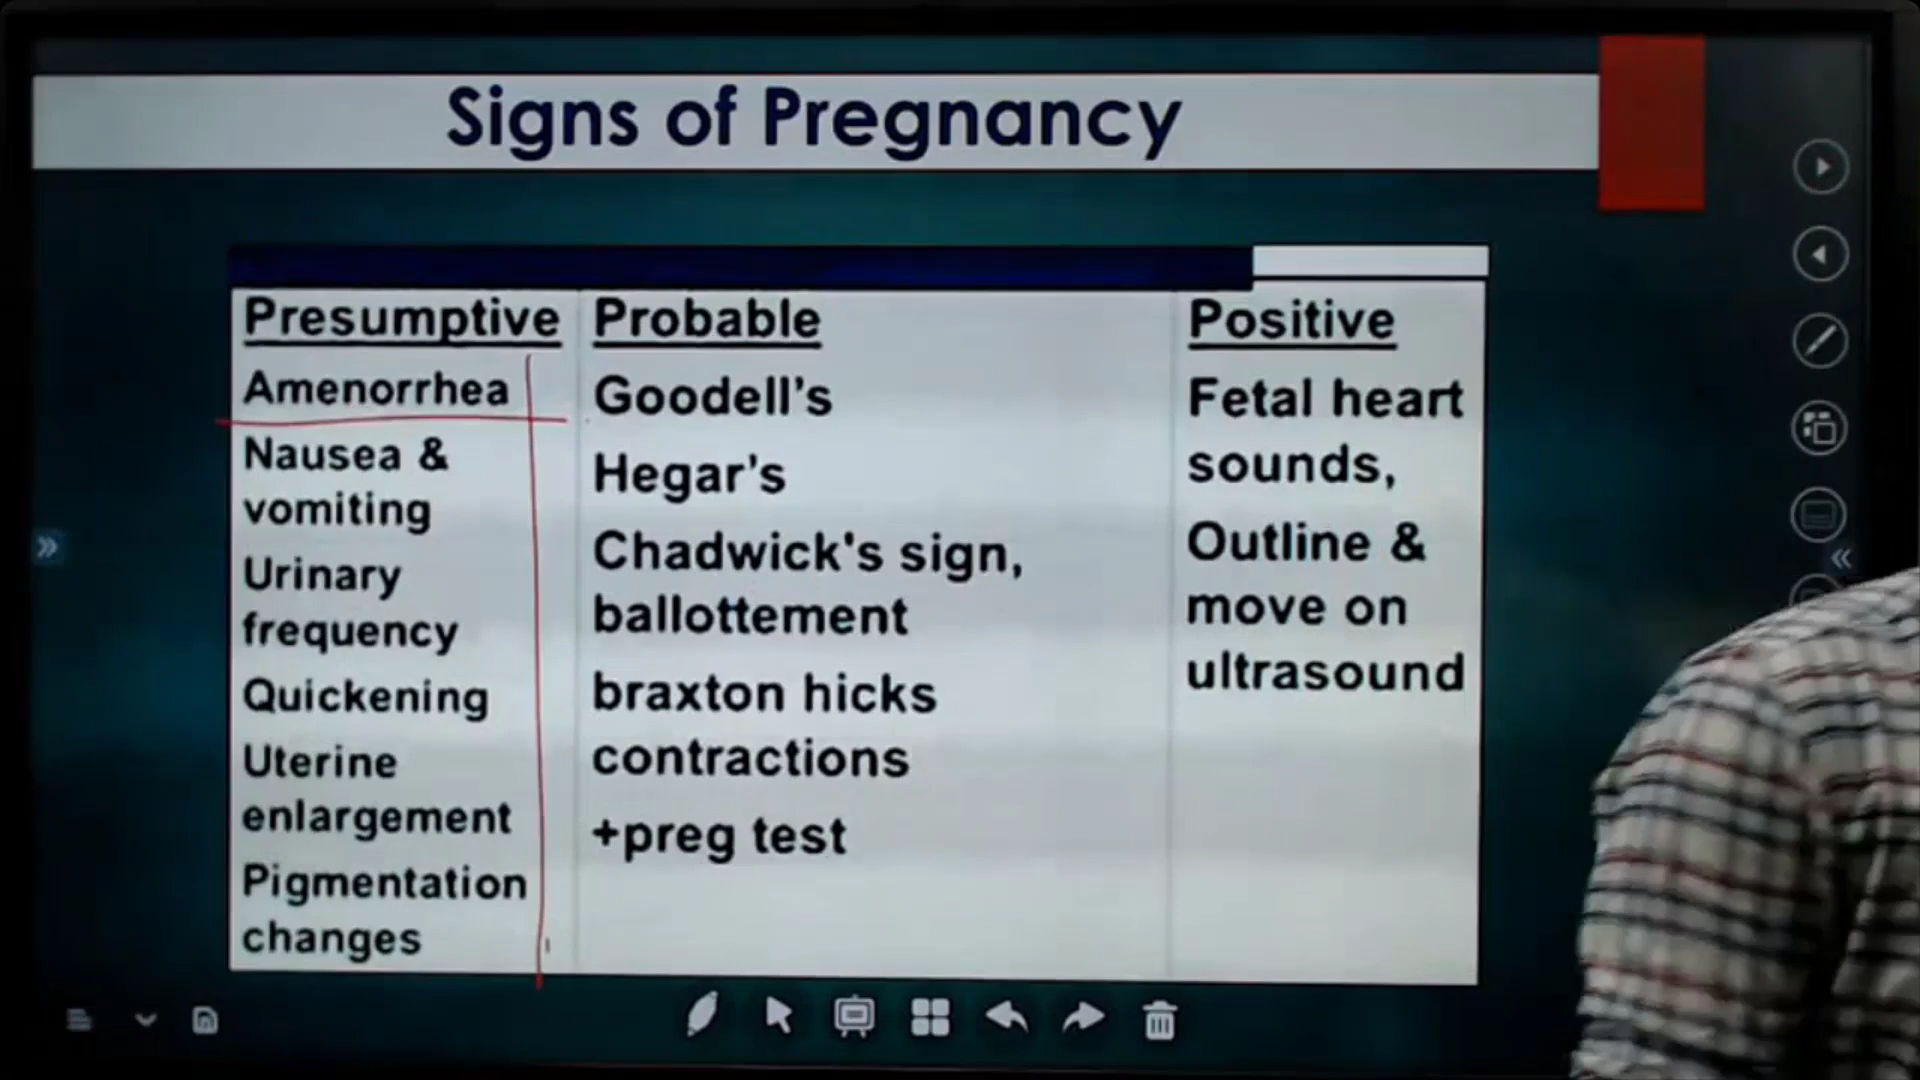 Signs of Pregnancy
Presumptive
Amenorrhea
Nausea &
vomiting
Urinary
frequency
Quickening
Uterine
enlargement
Pigmentation
changes
Probable
Goodell's
Hegar's
Chadwick's sign,
ballottement
braxton hicks
contractions
+preg test
Positive
Fetal heart
sounds,
Outline &
move on
ultrasound